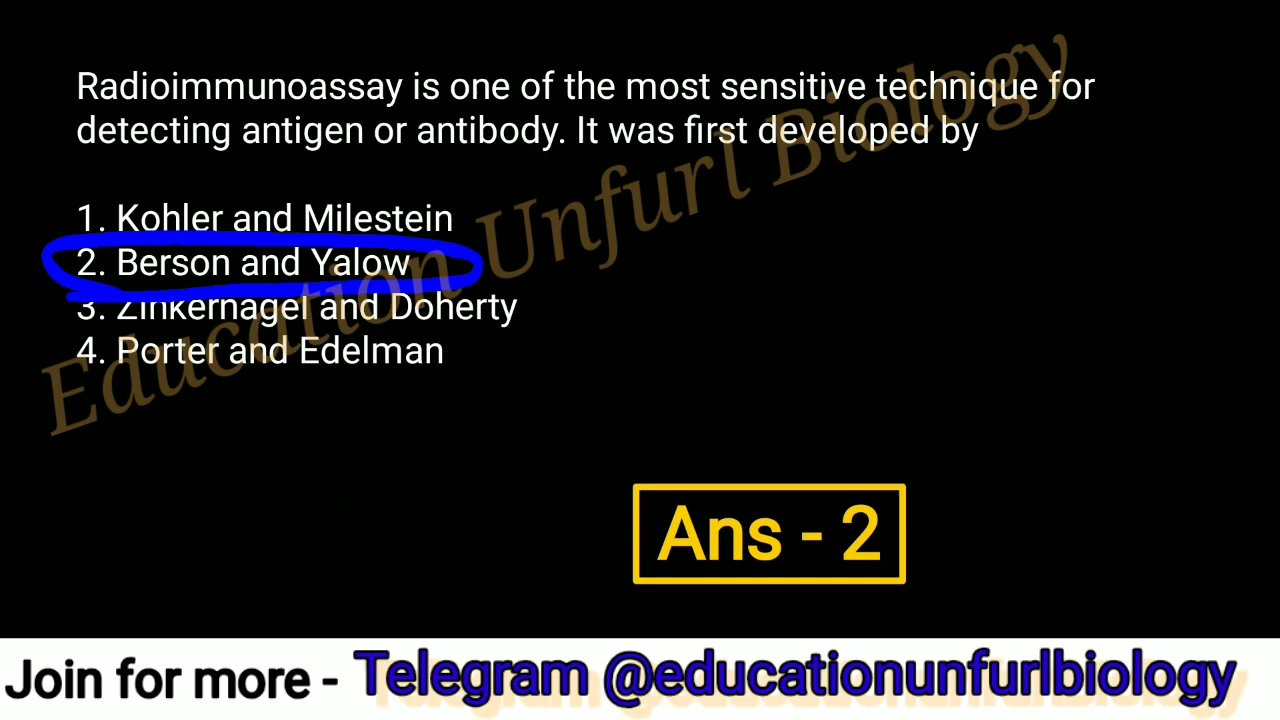 Radioimmunoassay is one of the most sensitive technique for
detecting antigen or antibody. It was first developed by
1. Kohler and Milestein
2. Berson and Yalow
3. Zinkernagel and Doherty
4. Porter and Edelman
Education Unfurl Biology
Ans - 2
Join for more - Telegram @educationunfurlbiology